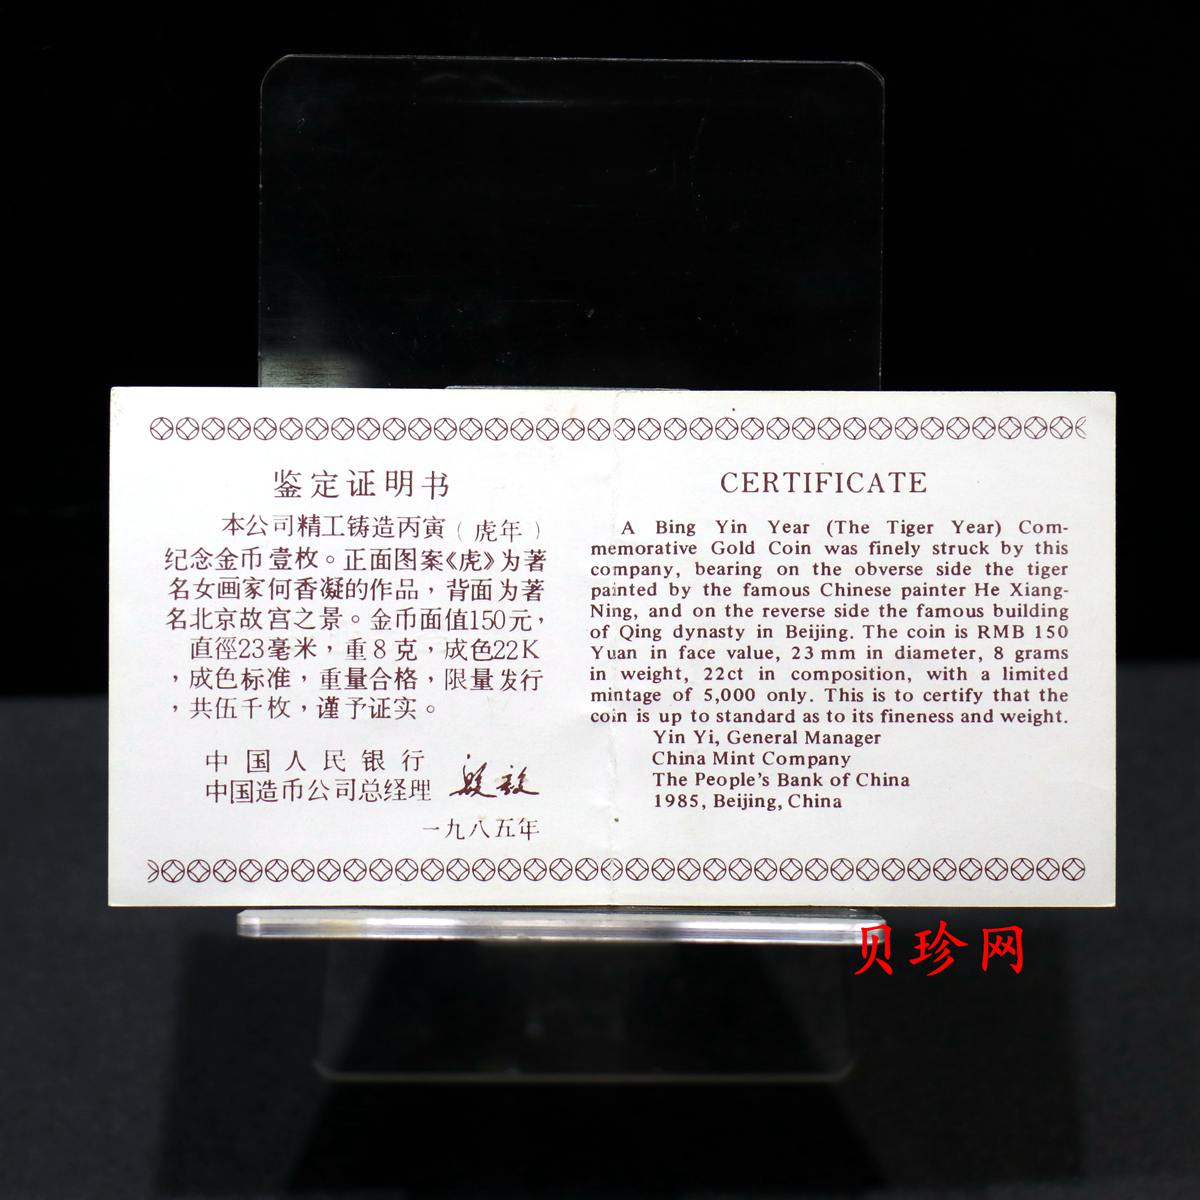 鉴定证明书
本公司精工铸造丙寅（虎年）
纪念金币壹枚。正面图案《虎》为著
名女画家何香凝的作品，背面为著
名北京故宫之景。金币面值150元，
直徑23毫米，重8克，成色22K
，成色标准，重量合格，限量发行
，共伍千枚，谨予证实。
中国人民银行
中国造币公司总经理
一九八五年
CERTIFICATE
A Bing Yin Year (The Tiger Year) Com-
memorative Gold Coin was finely struck by this
company, bearing on the obverse side the tiger
painted by the famous Chinese painter He Xiang-
Ning, and on the reverse side the famous building
of Qing dynasty in Beijing. The coin is RMB 150
Yuan in face value, 23 mm in diameter, 8 grams
in weight, 22ct in composition, with a limited
mintage of 5,000 only. This is to certify that the
coin is up to standard as to its fineness and weight.
Yin Yi, General Manager
China Mint Company
The People's Bank of China
1985, Beijing, China
贝珍网